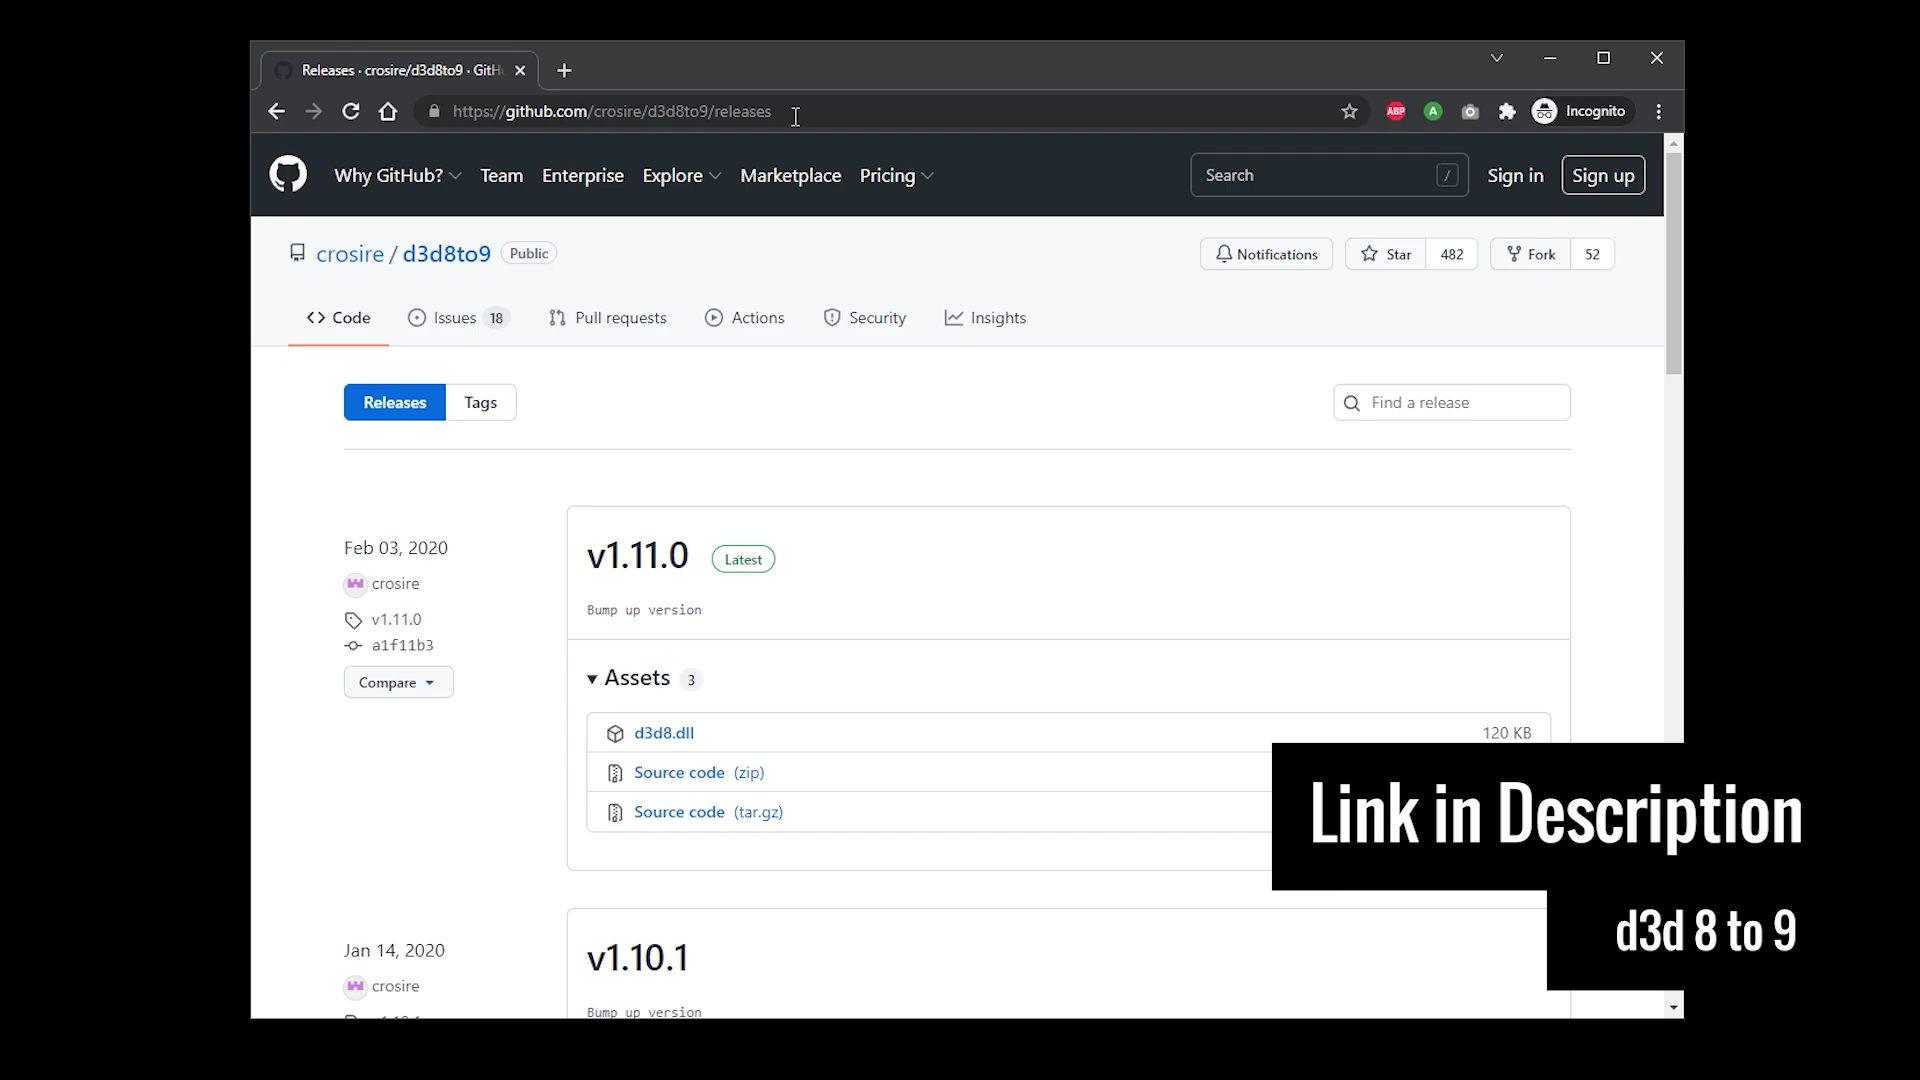 Releases · crosire/d3d8to9 · GitH
https://github.com/crosire/d3d8to9/releases
ABP
A
Incognito
Why GitHub? Team Enterprise Explore Marketplace Pricing
Search /
Sign in
Sign up
crosire / d3d8to9 Public
Notifications
Star 482
Fork 52
Code
Issues 18
Pull requests
Actions
Security
Insights
Releases
Tags
Find a release
Feb 03, 2020
crosire
v1.11.0
a1f11b3
Compare
v1.11.0 Latest
Bump up version
Assets 3
d3d8.dll 120 KB
Source code (zip)
Source code (tar.gz)
Jan 14, 2020
crosire
v1.10.1
Bump up version
Link in Description
d3d 8 to 9